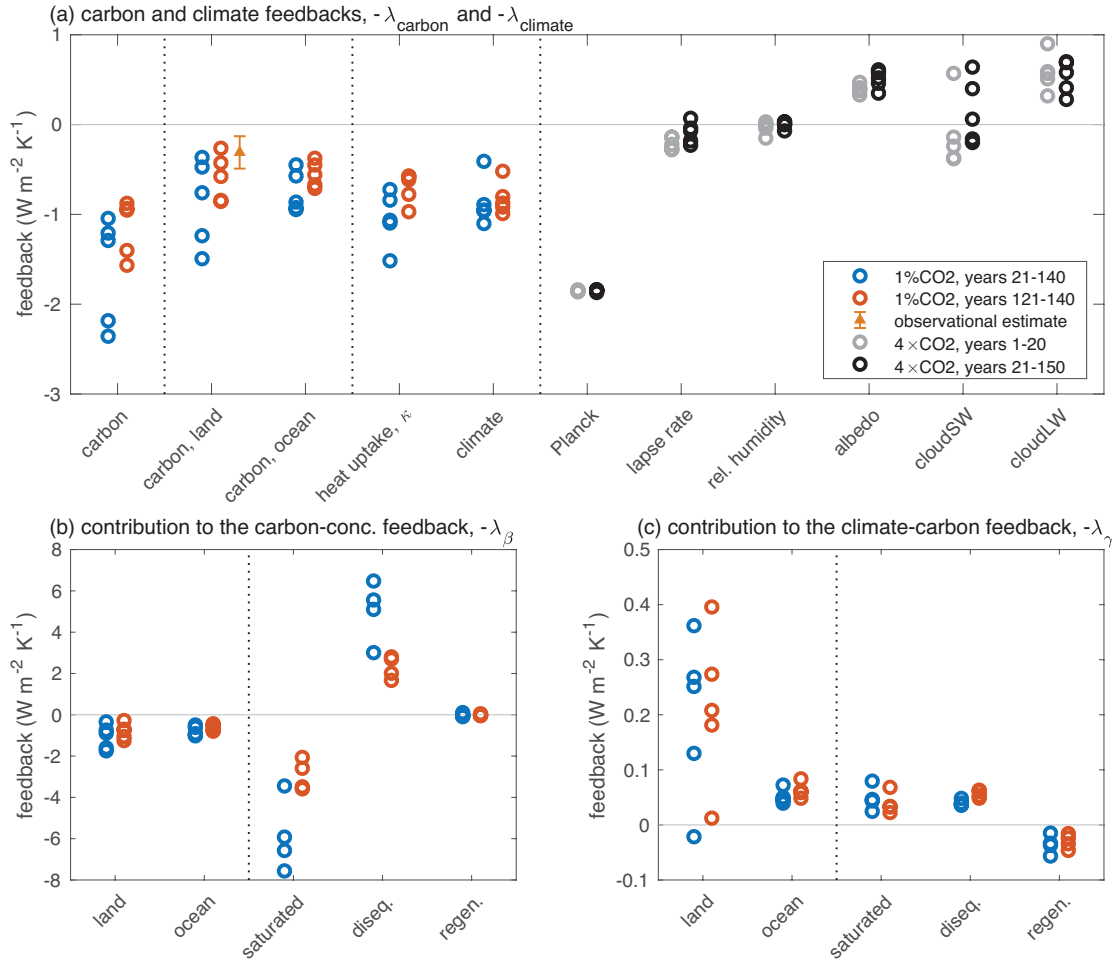 (a) carbon and climate feedbacks, -λcarbon and -λclimate
feedback (W m-2 K-1)
1
0
-1
-2
-3
1%CO2, years 21-140
1%CO2, years 121-140
observational estimate
4×CO2, years 1-20
4×CO2, years 21-150
carbon
carbon, land
carbon, ocean
heat uptake, κ
climate
Planck
lapse rate
rel. humidity
albedo
cloudSW
cloudLW
(b) contribution to the carbon-conc. feedback, -λβ
feedback (W m-2 K-1)
8
6
4
2
0
-2
-4
-6
-8
land
ocean
saturated
diseq.
regen.
(c) contribution to the climate-carbon feedback, -λγ
feedback (W m-2 K-1)
0.5
0.4
0.3
0.2
0.1
0
-0.1
land
ocean
saturated
diseq.
regen.